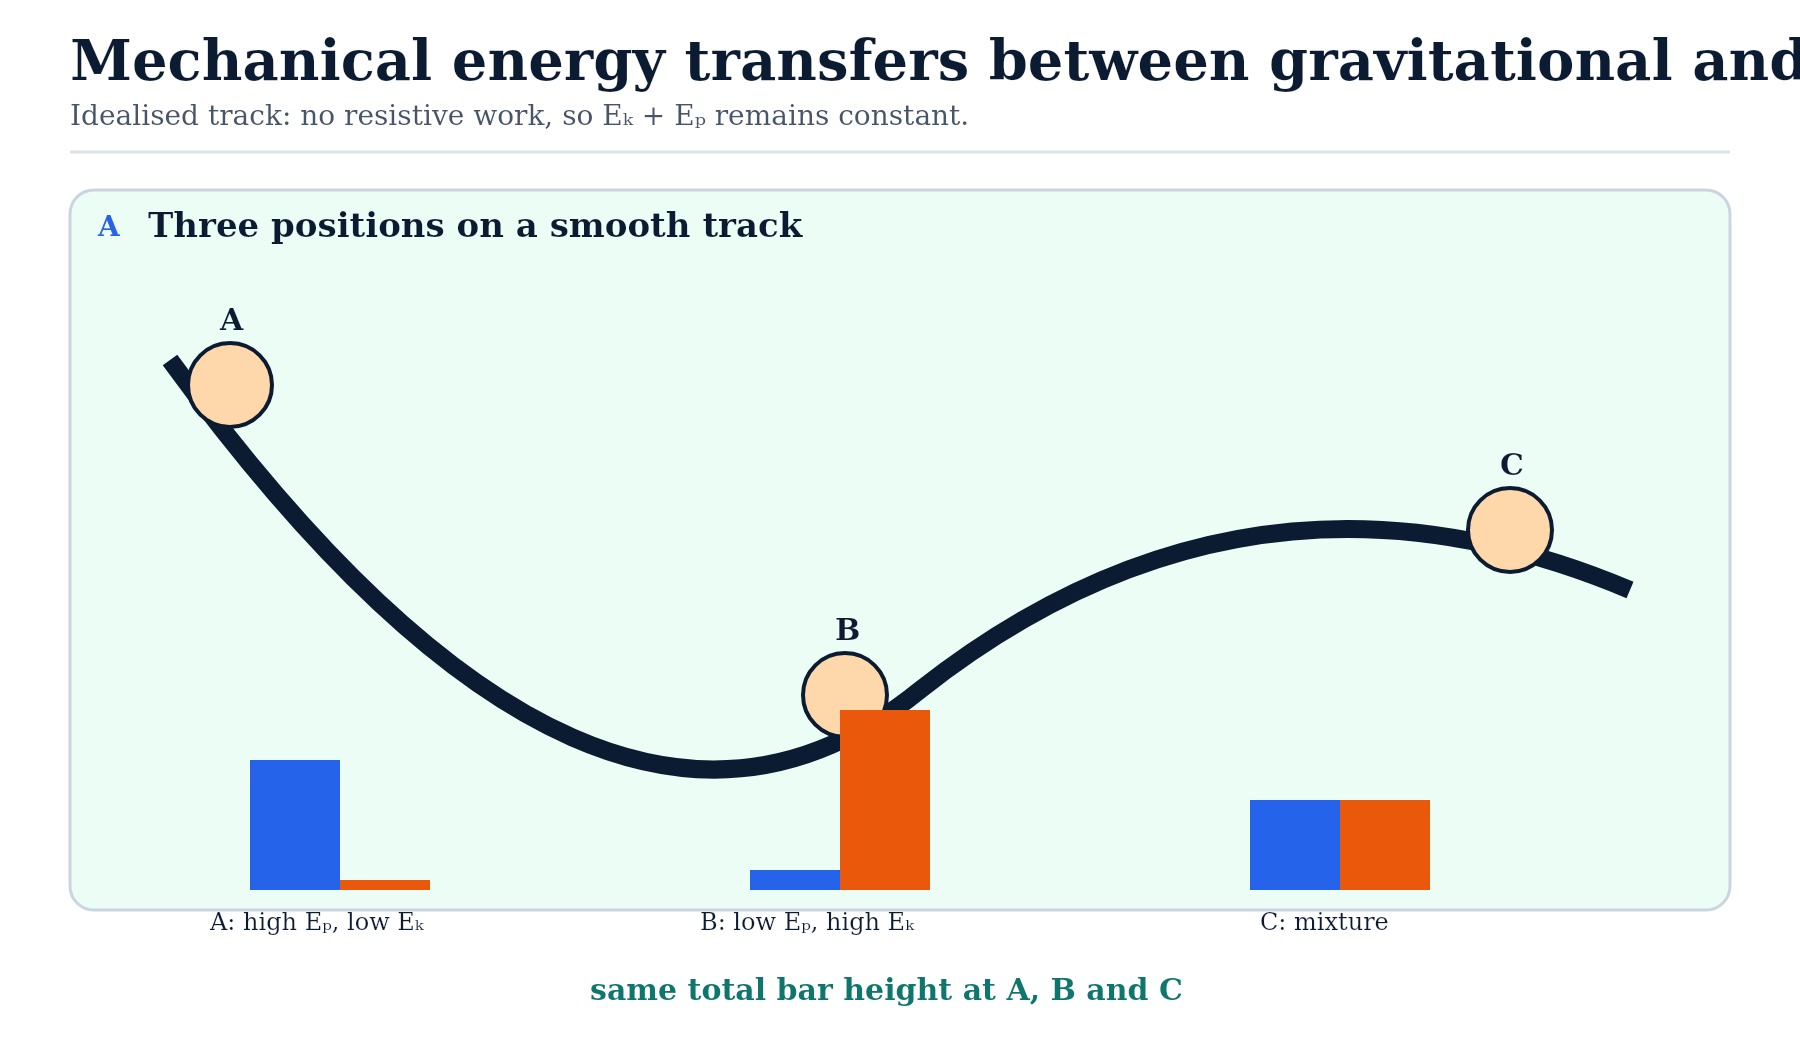 Mechanical energy transfers between gravitational and
Idealised track: no resistive work, so Eₖ + Eₚ remains constant.
A Three positions on a smooth track
A
C
B
A: high Eₚ, low Eₖ
B: low Eₚ, high Eₖ
C: mixture
same total bar height at A, B and C